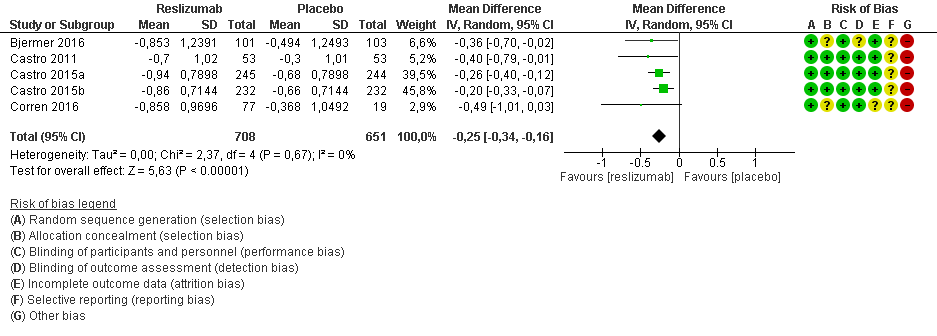 Reslizumab Placebo Mean Difference Mean Difference Risk of Bias
Study or Subgroup Mean SD Total Mean SD Total Weight IV, Random, 95% CI IV, Random, 95% CI A B C D E F G
Bjermer 2016 -0,853 1,2391 101 -0,494 1,2493 103 6,6% -0,36 [-0,70, -0,02] + ? + ? + ? −
Castro 2011 -0,7 1,02 53 -0,3 1,01 53 5,2% -0,40 [-0,79, -0,01] + + + + + ? −
Castro 2015a -0,94 0,7898 245 -0,68 0,7898 244 39,5% -0,26 [-0,40, -0,12] + + + + + ? −
Castro 2015b -0,86 0,7144 232 -0,66 0,7144 232 45,8% -0,20 [-0,33, -0,07] + + + + + ? −
Corren 2016 -0,858 0,9696 77 -0,368 1,0492 19 2,9% -0,49 [-1,01, 0,03] + ? + + ? ? −
Total (95% CI) 708 651 100,0% -0,25 [-0,34, -0,16]
Heterogeneity: Tau² = 0,00; Chi² = 2,37, df = 4 (P = 0,67); I² = 0%
Test for overall effect: Z = 5,63 (P < 0.00001)
-1 -0,5 0 0,5 1
Favours [reslizumab] Favours [placebo]
Risk of bias legend
(A) Random sequence generation (selection bias)
(B) Allocation concealment (selection bias)
(C) Blinding of participants and personnel (performance bias)
(D) Blinding of outcome assessment (detection bias)
(E) Incomplete outcome data (attrition bias)
(F) Selective reporting (reporting bias)
(G) Other bias